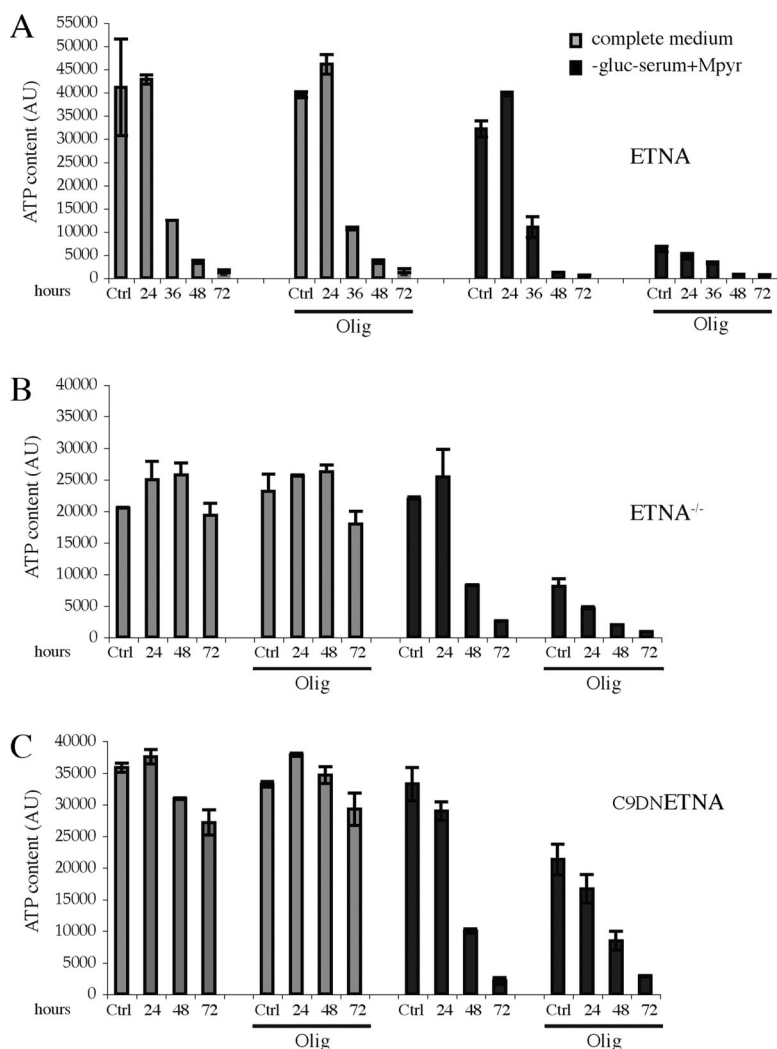 A
ATP content (AU)
55000
50000
45000
40000
35000
30000
25000
20000
15000
10000
5000
0
complete medium
-gluc-serum+Mpyr
ETNA
hours Ctrl 24 36 48 72 Ctrl 24 36 48 72 Ctrl 24 36 48 72 Ctrl 24 36 48 72
Olig Olig
B
ATP content (AU)
40000
35000
30000
25000
20000
15000
10000
5000
0
ETNA-/-
hours Ctrl 24 48 72 Ctrl 24 48 72 Ctrl 24 48 72 Ctrl 24 48 72
Olig Olig
C
ATP content (AU)
40000
35000
30000
25000
20000
15000
10000
5000
0
C9DNETNA
hours Ctrl 24 48 72 Ctrl 24 48 72 Ctrl 24 48 72 Ctrl 24 48 72
Olig Olig